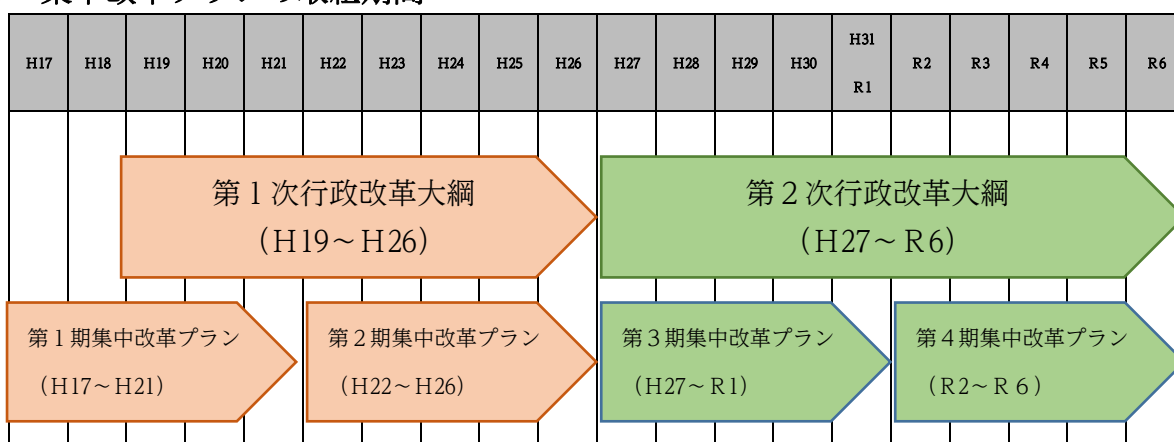 集中改革プランの取組期間
H17 H18 H19 H20 H21 H22 H23 H24 H25 H26 H27 H28 H29 H30 H31 R2 R3 R4 R5 R6
R1
第１次行政改革大綱
（H19～H26）
第２次行政改革大綱
（H27～R6）
第１期集中改革プラン
（H17～H21）
第２期集中改革プラン
（H22～H26）
第３期集中改革プラン
（H27～R1）
第４期集中改革プラン
（R2～R６）